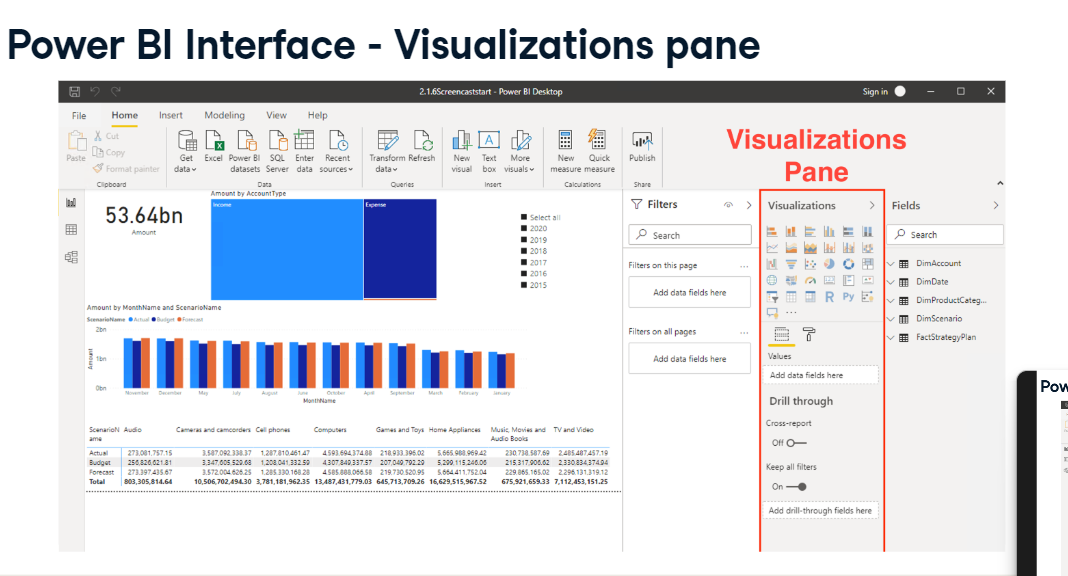 Power BI Interface - Visualizations pane
2.1.6Screencaststart - Power BI Desktop
Sign in
File Home Insert Modeling View Help
Paste
Cut
Copy
Format painter
Clipboard
Get data
Excel
Power BI datasets
SQL Server
Enter data
Recent sources
Data
Transform data
Refresh
Queries
New visual
Text box
More visuals
Insert
New measure
Quick measure
Calculations
Publish
Share
Visualizations
Pane
53.64bn
Amount
Amount by AccountType
Income
Expense
Select all
2020
2019
2018
2017
2016
2015
Amount by MonthName and ScenarioName
ScenarioName Actual Budget Forecast
2bn
1bn
0bn
Amount
November December May July August June October April September March February January
MonthName
ScenarioName Audio Cameras and camcorders Cell phones Computers Games and Toys Home Appliances Music, Movies and Audio Books TV and Video
Actual 273,081,757.15 3,587,092,338.37 1,287,810,461.47 4,593,694,374.88 218,933,396.02 5,665,988,969.42 230,738,587.69 2,485,487,457.19
Budget 256,826,621.81 3,347,605,529.68 1,208,041,332.59 4,307,849,337.57 207,049,792.29 5,299,115,246.06 215,317,906.62 2,330,834,374.94
Forecast 273,397,435.67 3,572,004,626.25 1,285,330,168.28 4,585,888,066.58 219,730,520.95 5,664,411,752.04 229,865,165.02 2,296,131,319.12
Total 803,305,814.64 10,506,702,494.30 3,781,181,962.35 13,487,431,779.03 645,713,709.26 16,629,515,967.52 675,921,659.33 7,112,453,151.25
Filters
Search
Filters on this page
...
Add data fields here
Filters on all pages
...
Add data fields here
Visualizations
R
Py
...
Values
Add data fields here
Drill through
Cross-report
Off
Keep all filters
On
Add drill-through fields here
Fields
Search
DimAccount
DimDate
DimProductCateg...
DimScenario
FactStrategyPlan